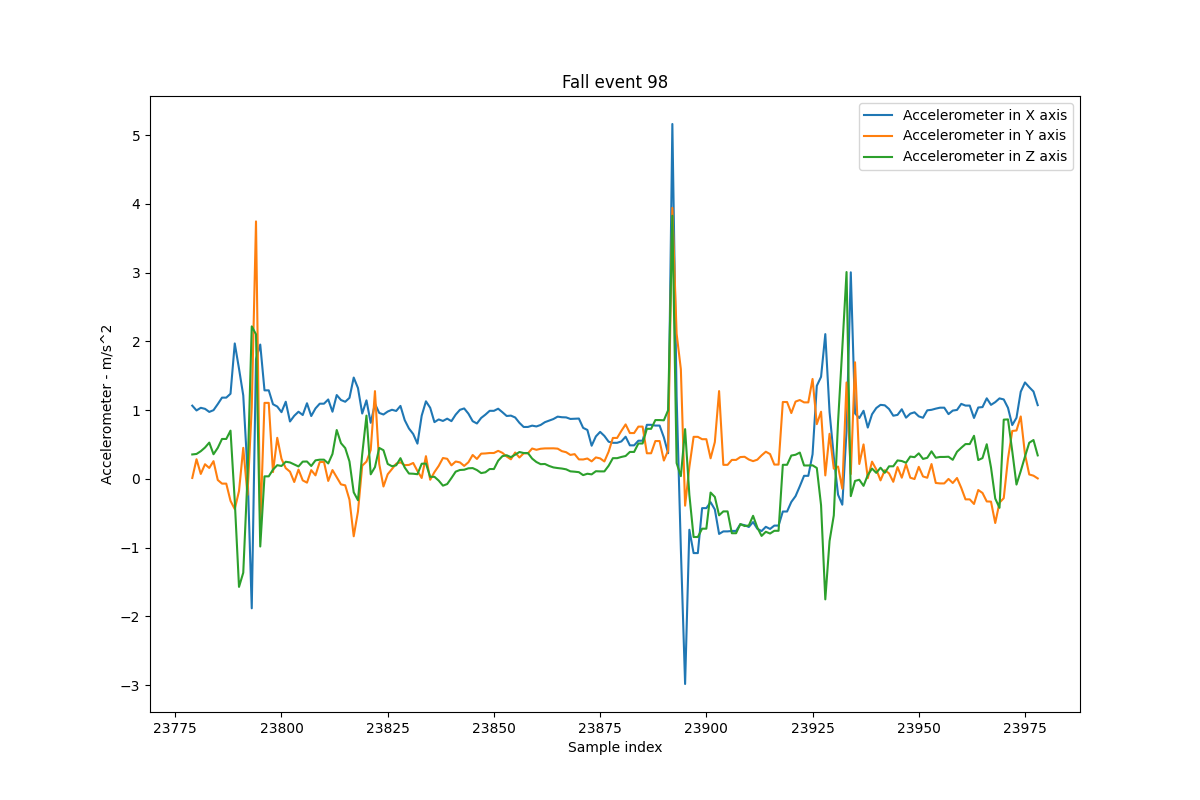 Fall event 98
Accelerometer in X axis
Accelerometer in Y axis
Accelerometer in Z axis
Accelerometer - m/s^2
5
4
3
2
1
0
−1
−2
−3
23775 23800 23825 23850 23875 23900 23925 23950 23975
Sample index